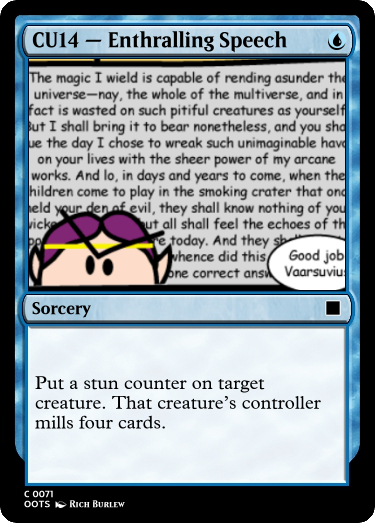 CU14 — Enthralling Speech
The magic I wield is capable of rending asunder the
universe—nay, the whole of the multiverse, and in
fact is wasted on such pitiful creatures as yourself
But I shall bring it to bear nonetheless, and you sha
ue the day I chose to wreak such unimaginable havo
on your lives with the sheer power of my arcane
works. And lo, in days and years to come, when the
hildren come to play in the smoking crater that onc
held your den of evil, they shall know nothing of you
wicke but all shall feel the echoes of th
po re today. And they sh
whence did this
one correct answ
Good job
Vaarsuvius
Sorcery
Put a stun counter on target
creature. That creature's controller
mills four cards.
C 0071
OOTS Rich Burlew